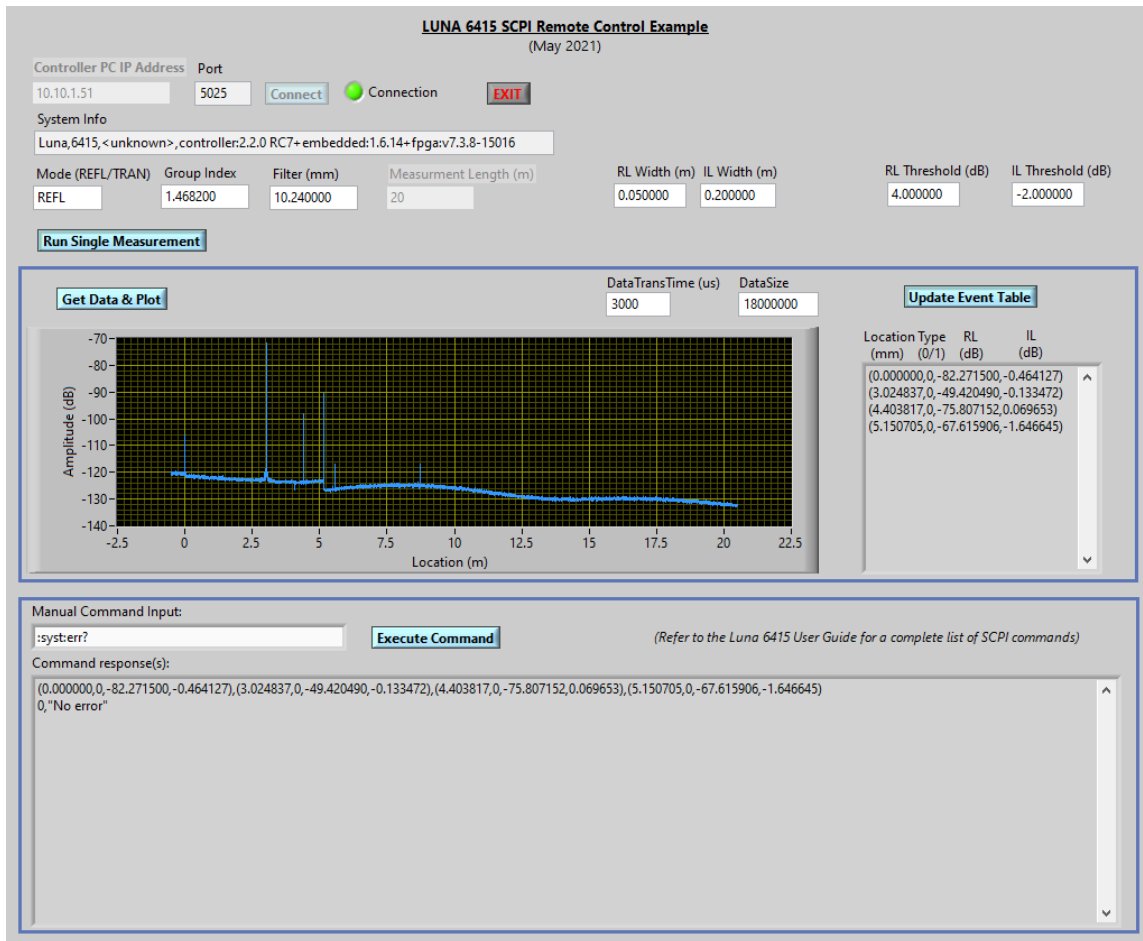 LUNA 6415 SCPI Remote Control Example
(May 2021)
Controller PC IP Address Port
10.10.1.51 5025 Connect Connection EXIT
System Info
Luna,6415,<unknown>,controller:2.2.0 RC7+embedded:1.6.14+fpga:v7.3.8-15016
Mode (REFL/TRAN) Group Index Filter (mm) Measurment Length (m) RL Width (m) IL Width (m) RL Threshold (dB) IL Threshold (dB)
REFL 1.468200 10.240000 20 0.050000 0.200000 4.000000 -2.000000
Run Single Measurement
DataTransTime (us) DataSize
Get Data & Plot 3000 18000000 Update Event Table
Location Type RL IL
(mm) (0/1) (dB) (dB)
(0.000000,0,-82.271500,-0.464127)
(3.024837,0,-49.420490,-0.133472)
(4.403817,0,-75.807152,0.069653)
(5.150705,0,-67.615906,-1.646645)
Amplitude (dB)
-70
-80
-90
-100
-110
-120
-130
-140
-2.5 0 2.5 5 7.5 10 12.5 15 17.5 20 22.5
Location (m)
Manual Command Input:
:syst:err? Execute Command (Refer to the Luna 6415 User Guide for a complete list of SCPI commands)
Command response(s):
(0.000000,0,-82.271500,-0.464127),(3.024837,0,-49.420490,-0.133472),(4.403817,0,-75.807152,0.069653),(5.150705,0,-67.615906,-1.646645)
0,"No error"